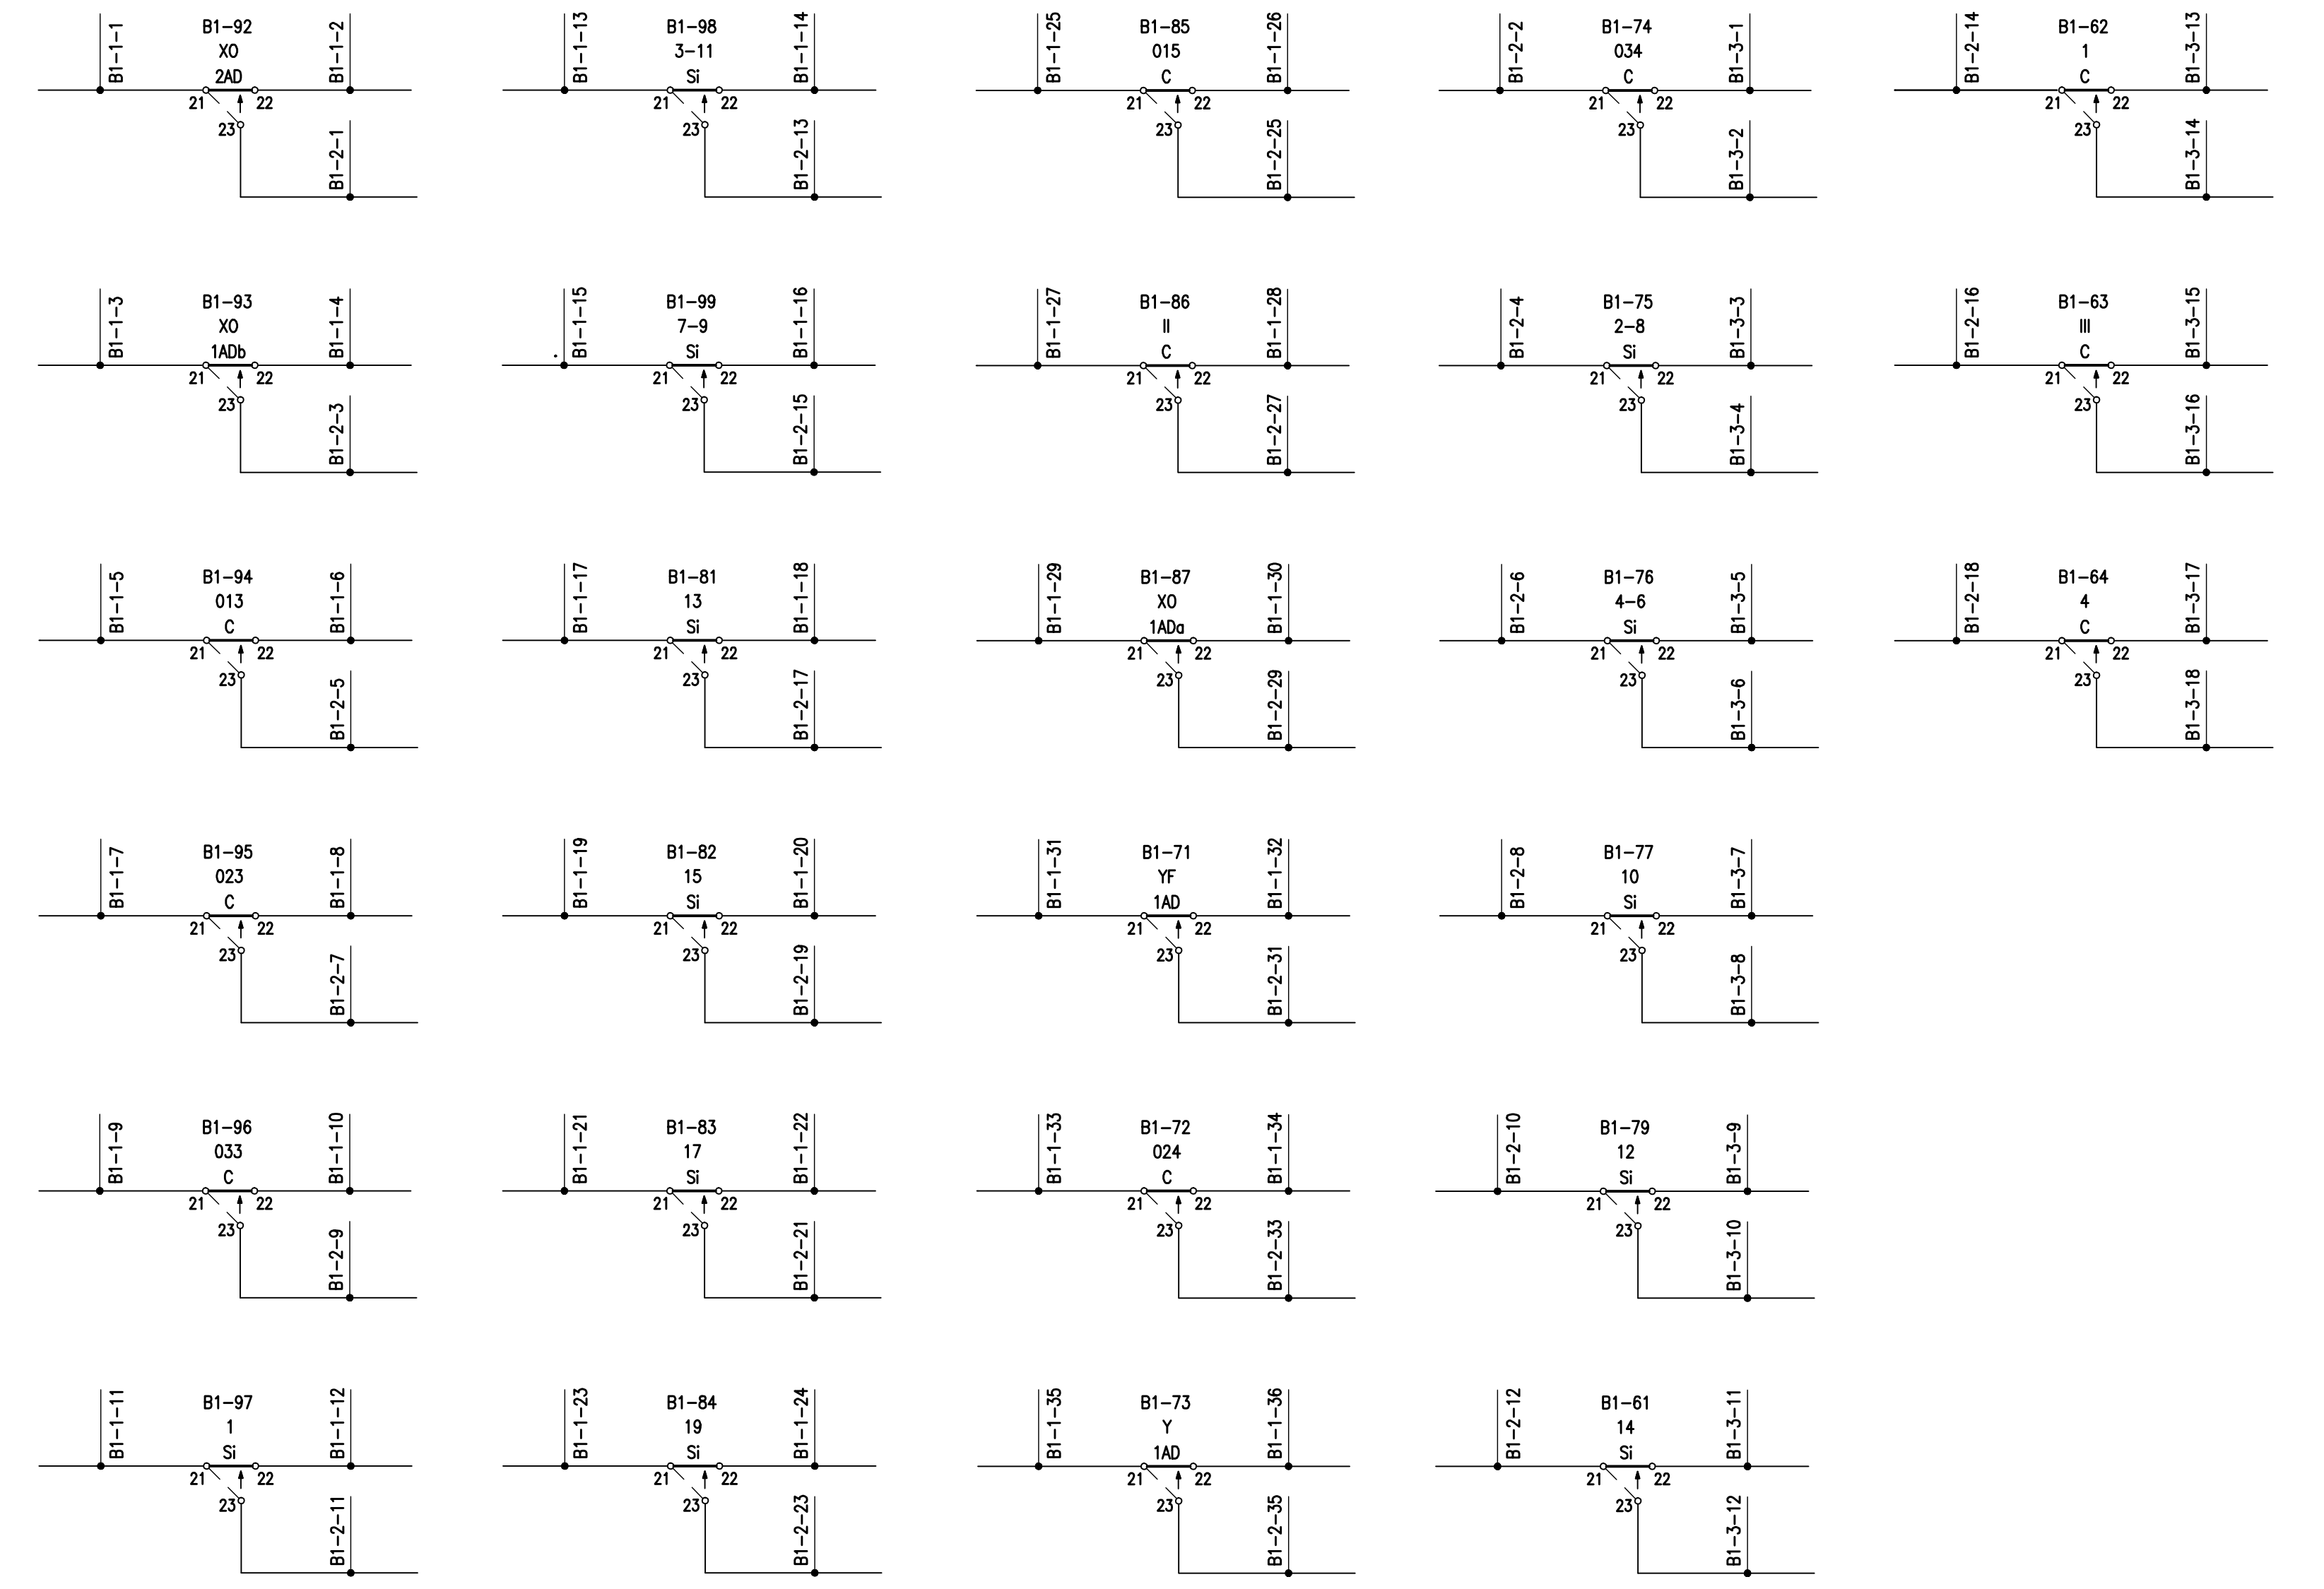 B1-1-1
B1-92
XO
2AD
B1-1-2
21
22
23
B1-2-1
B1-1-13
B1-98
3-11
Si
B1-1-14
21
22
23
B1-2-13
B1-1-25
B1-85
015
C
B1-1-26
21
22
23
B1-2-25
B1-2-2
B1-74
034
C
B1-3-1
21
22
23
B1-3-2
B1-2-14
B1-62
1
C
B1-3-13
21
22
23
B1-3-14
B1-1-3
B1-93
XO
1ADb
B1-1-4
21
22
23
B1-2-3
B1-1-15
B1-99
7-9
Si
B1-1-16
21
22
23
B1-2-15
B1-1-27
B1-86
II
C
B1-1-28
21
22
23
B1-2-27
B1-2-4
B1-75
2-8
Si
B1-3-3
21
22
23
B1-3-4
B1-2-16
B1-63
III
C
B1-3-15
21
22
23
B1-3-16
B1-1-5
B1-94
013
C
B1-1-6
21
22
23
B1-2-5
B1-1-17
B1-81
13
Si
B1-1-18
21
22
23
B1-2-17
B1-1-29
B1-87
XO
1ADa
B1-1-30
21
22
23
B1-2-29
B1-2-6
B1-76
4-6
Si
B1-3-5
21
22
23
B1-3-6
B1-2-18
B1-64
4
C
B1-3-17
21
22
23
B1-3-18
B1-1-7
B1-95
023
C
B1-1-8
21
22
23
B1-2-7
B1-1-19
B1-82
15
Si
B1-1-20
21
22
23
B1-2-19
B1-1-31
B1-71
YF
1AD
B1-1-32
21
22
23
B1-2-31
B1-2-8
B1-77
10
Si
B1-3-7
21
22
23
B1-3-8
B1-1-9
B1-96
033
C
B1-1-10
21
22
23
B1-2-9
B1-1-21
B1-83
17
Si
B1-1-22
21
22
23
B1-2-21
B1-1-33
B1-72
024
C
B1-1-34
21
22
23
B1-2-33
B1-2-10
B1-79
12
Si
B1-3-9
21
22
23
B1-3-10
B1-1-11
B1-97
1
Si
B1-1-12
21
22
23
B1-2-11
B1-1-23
B1-84
19
Si
B1-1-24
21
22
23
B1-2-23
B1-1-35
B1-73
Y
1AD
B1-1-36
21
22
23
B1-2-35
B1-2-12
B1-61
14
Si
B1-3-11
21
22
23
B1-3-12